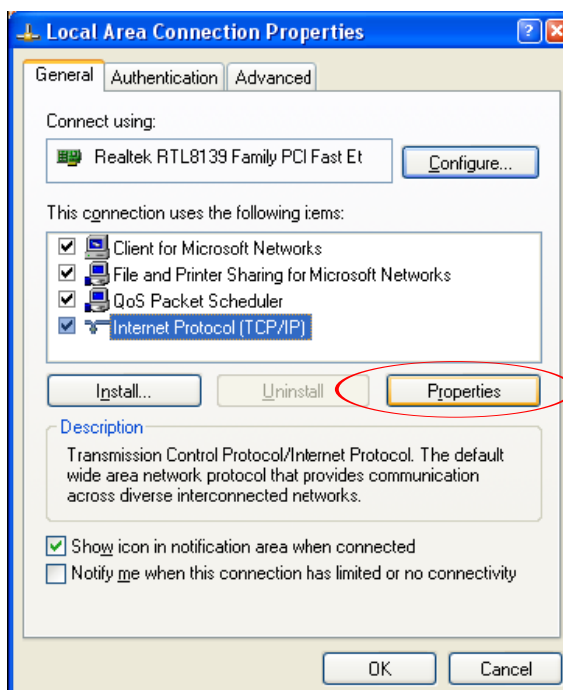 Local Area Connection Properties
General Authentication Advanced
Connect using:
Realtek RTL8139 Family PCI Fast Et
Configure...
This connection uses the following items:
Client for Microsoft Networks
File and Printer Sharing for Microsoft Networks
QoS Packet Scheduler
Internet Protocol (TCP/IP)
Install... Uninstall Properties
Description
Transmission Control Protocol/Internet Protocol. The default
wide area network protocol that provides communication
across diverse interconnected networks.
Show icon in notification area when connected
Notify me when this connection has limited or no connectivity
OK Cancel